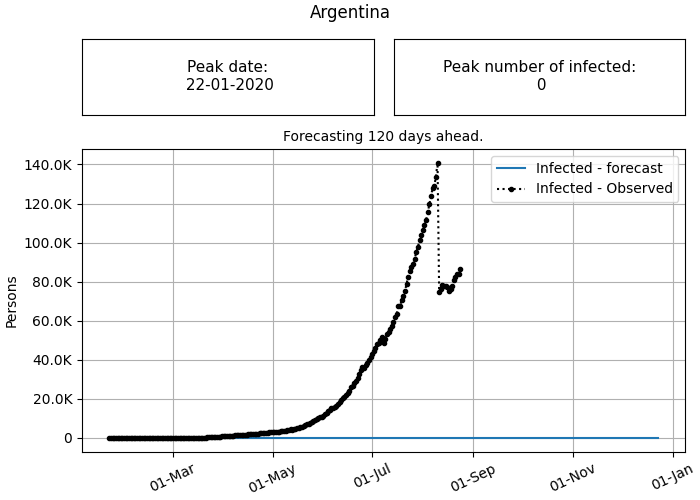 Argentina
Peak date:
22-01-2020
Peak number of infected:
0
Forecasting 120 days ahead.
Infected - forecast
Infected - Observed
140.0K
120.0K
100.0K
80.0K
60.0K
40.0K
20.0K
0
Persons
01-Mar
01-May
01-Jul
01-Sep
01-Nov
01-Jan